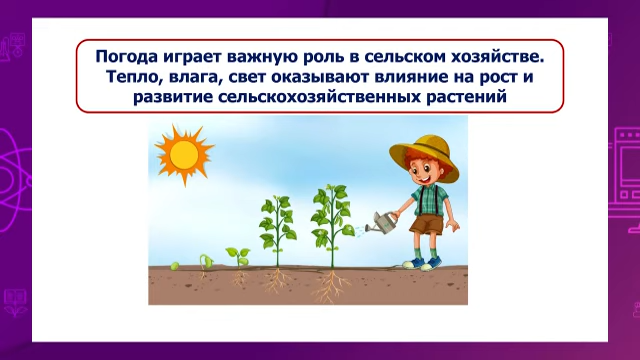 Погода играет важную роль в сельском хозяйстве.
Тепло, влага, свет оказывают влияние на рост и
развитие сельскохозяйственных растений